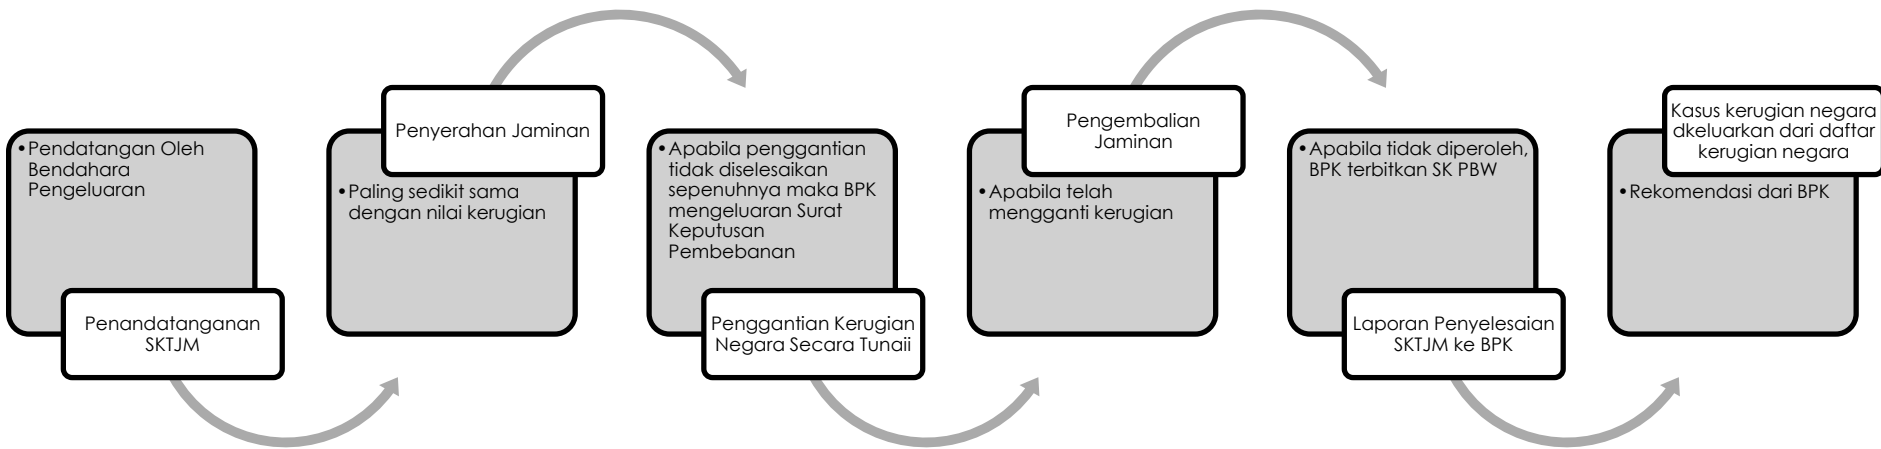 • Pendatangan Oleh
Bendahara
Pengeluaran
Penandatanganan
SKTJM
Penyerahan Jaminan
• Paling sedikit sama
dengan nilai kerugian
• Apabila penggantian
tidak diselesaikan
sepenuhnya maka BPK
mengeluaran Surat
Keputusan
Pembebanan
Penggantian Kerugian
Negara Secara Tunaii
Pengembalian
Jaminan
• Apabila telah
mengganti kerugian
• Apabila tidak diperoleh,
BPK terbitkan SK PBW
Laporan Penyelesaian
SKTJM ke BPK
Kasus kerugian negara
dkeluarkan dari daftar
kerugian negara
• Rekomendasi dari BPK